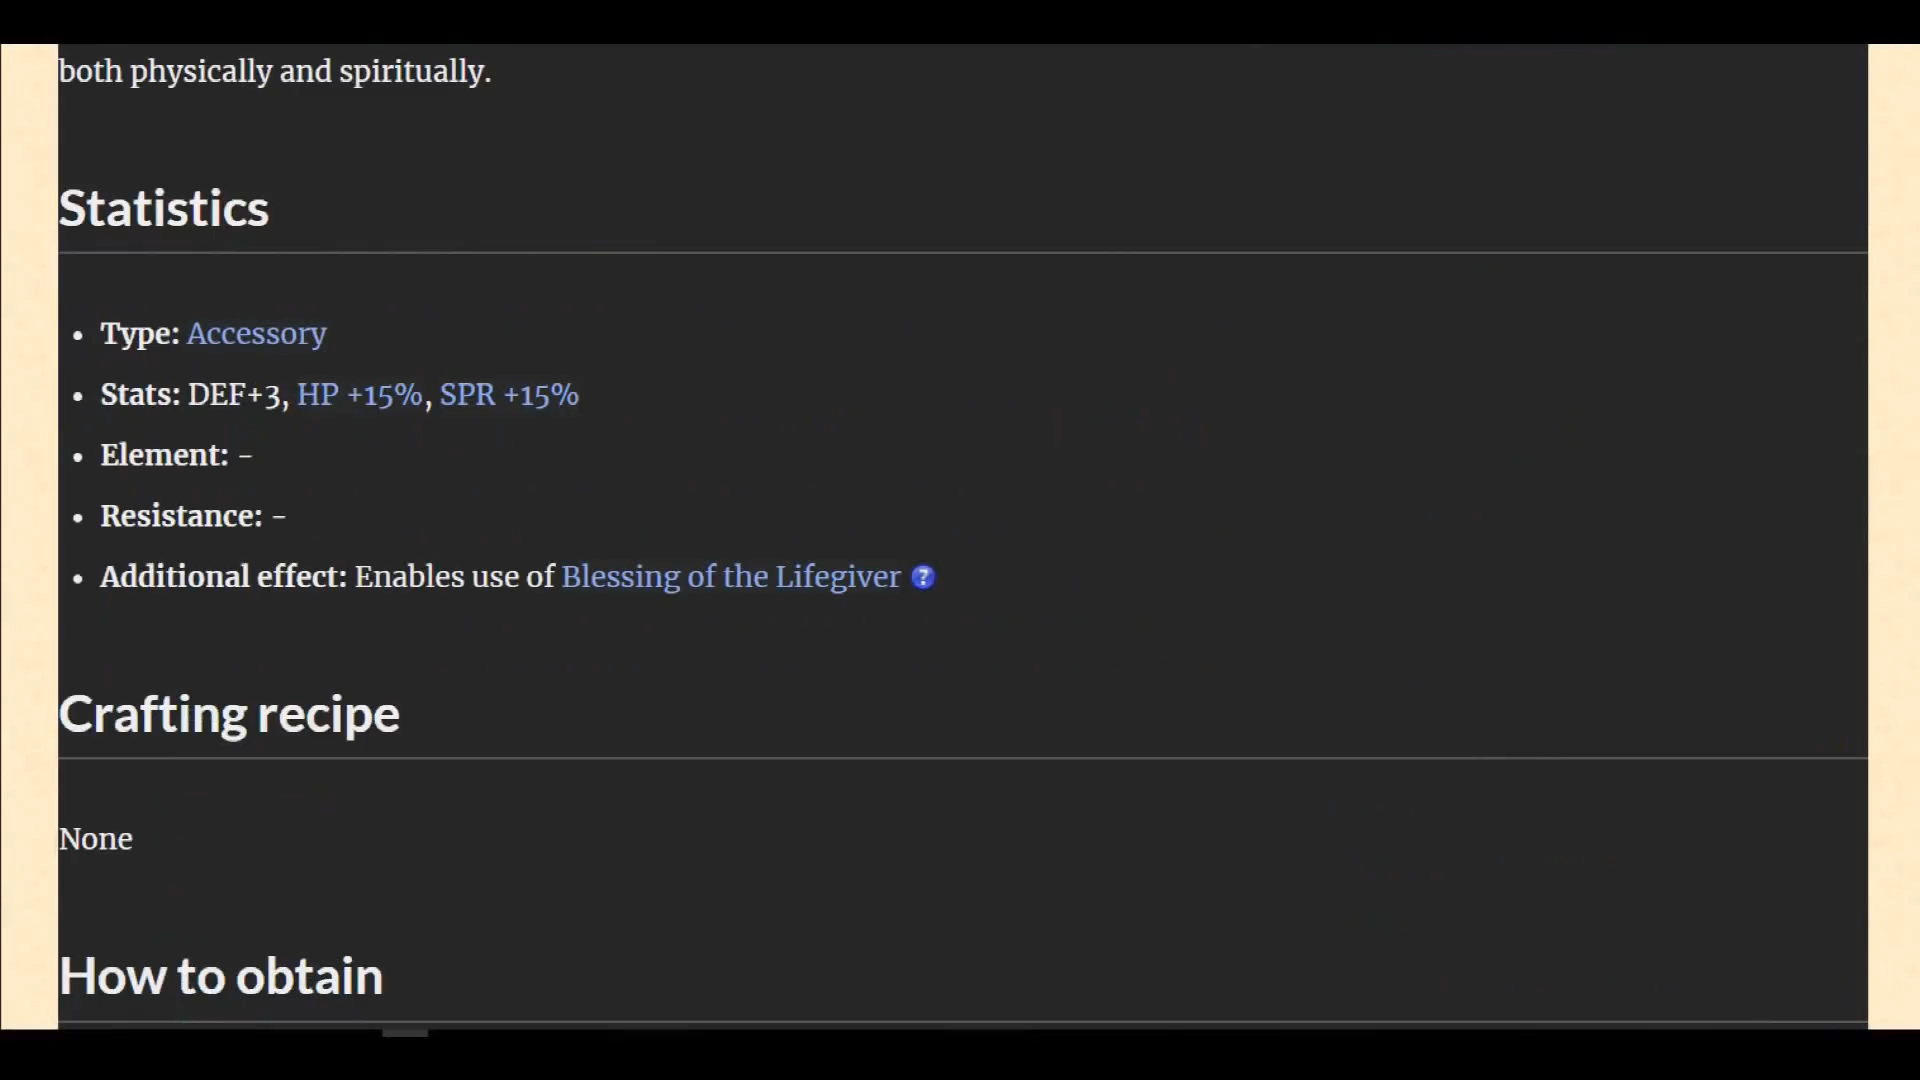 both physically and spiritually.
Statistics
• Type: Accessory
• Stats: DEF+3, HP +15%, SPR +15%
• Element: -
• Resistance: -
• Additional effect: Enables use of Blessing of the Lifegiver ?
Crafting recipe
None
How to obtain